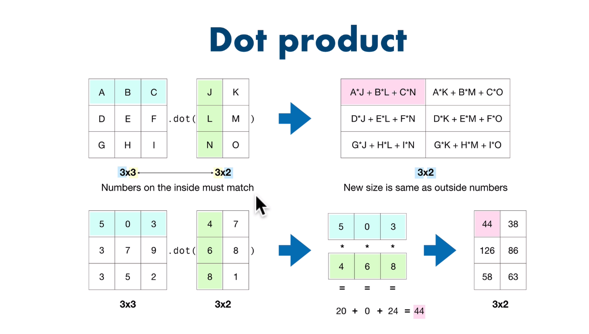 Dot product
A B C
D E F
G H I
.dot(
J K
L M
N O
)
A*J + B*L + C*N A*K + B*M + C*O
D*J + E*L + F*N D*K + E*M + F*O
G*J + H*L + I*N G*K + H*M + I*O
3x3 3x2
Numbers on the inside must match
3x2
New size is same as outside numbers
5 0 3
3 7 9
3 5 2
.dot(
4 7
6 8
8 1
)
3x3 3x2
5 0 3
* * *
4 6 8
= = =
20 + 0 + 24 = 44
44 38
126 86
58 63
3x2